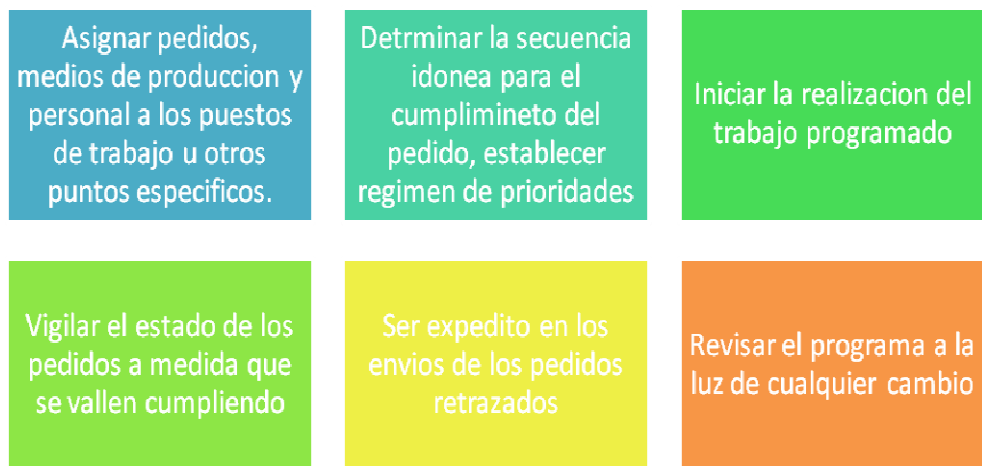 Asignar pedidos,
medios de produccion y
personal a los puestos
de trabajo u otros
puntos especificos.
Detrminar la secuencia
idonea para el
cumplimineto del
pedido, establecer
regimen de prioridades
Iniciar la realizacion del
trabajo programado
Vigilar el estado de los
pedidos a medida que
se vallen cumpliendo
Ser expedito en los
envios de los pedidos
retrazados
Revisar el programa a la
luz de cualquier cambio